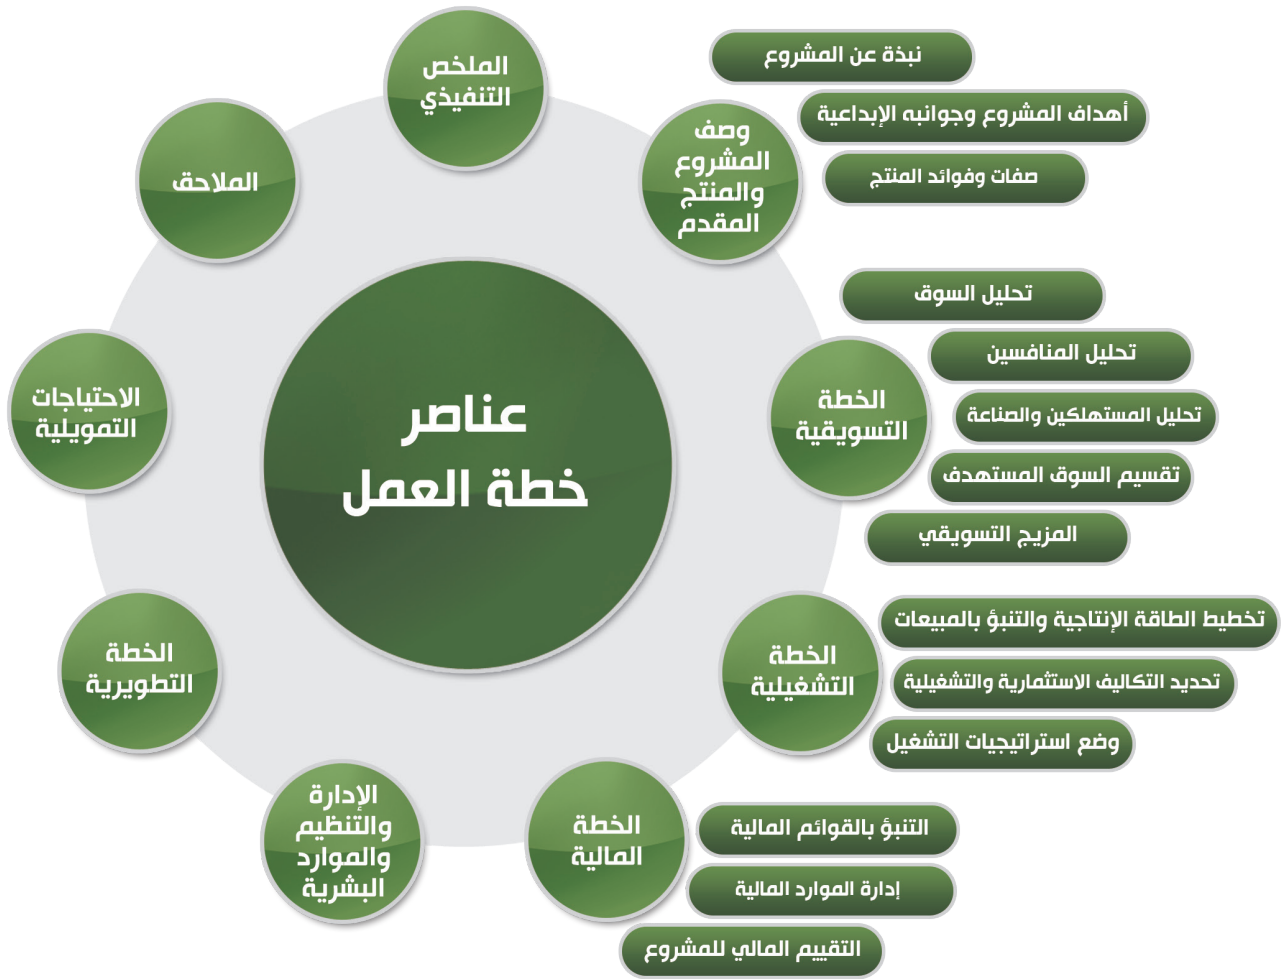 عناصر
خطة العمل
الملخص
التنفيذي
وصف
المشروع
والمنتج
المقدم
نبذة عن المشروع
أهداف المشروع وجوانبه الإبداعية
صفات وفوائد المنتج
الخطة
التسويقية
تحليل السوق
تحليل المنافسين
تحليل المستهلكين والصناعة
تقسيم السوق المستهدف
المزيج التسويقي
الخطة
التشغيلية
تخطيط الطاقة الإنتاجية والتنبؤ بالمبيعات
تحديد التكاليف الاستثمارية والتشغيلية
وضع استراتيجيات التشغيل
الخطة
المالية
التنبؤ بالقوائم المالية
إدارة الموارد المالية
التقييم المالي للمشروع
الإدارة
والتنظيم
والموارد
البشرية
الخطة
التطويرية
الاحتياجات
التمويلية
الملاحق